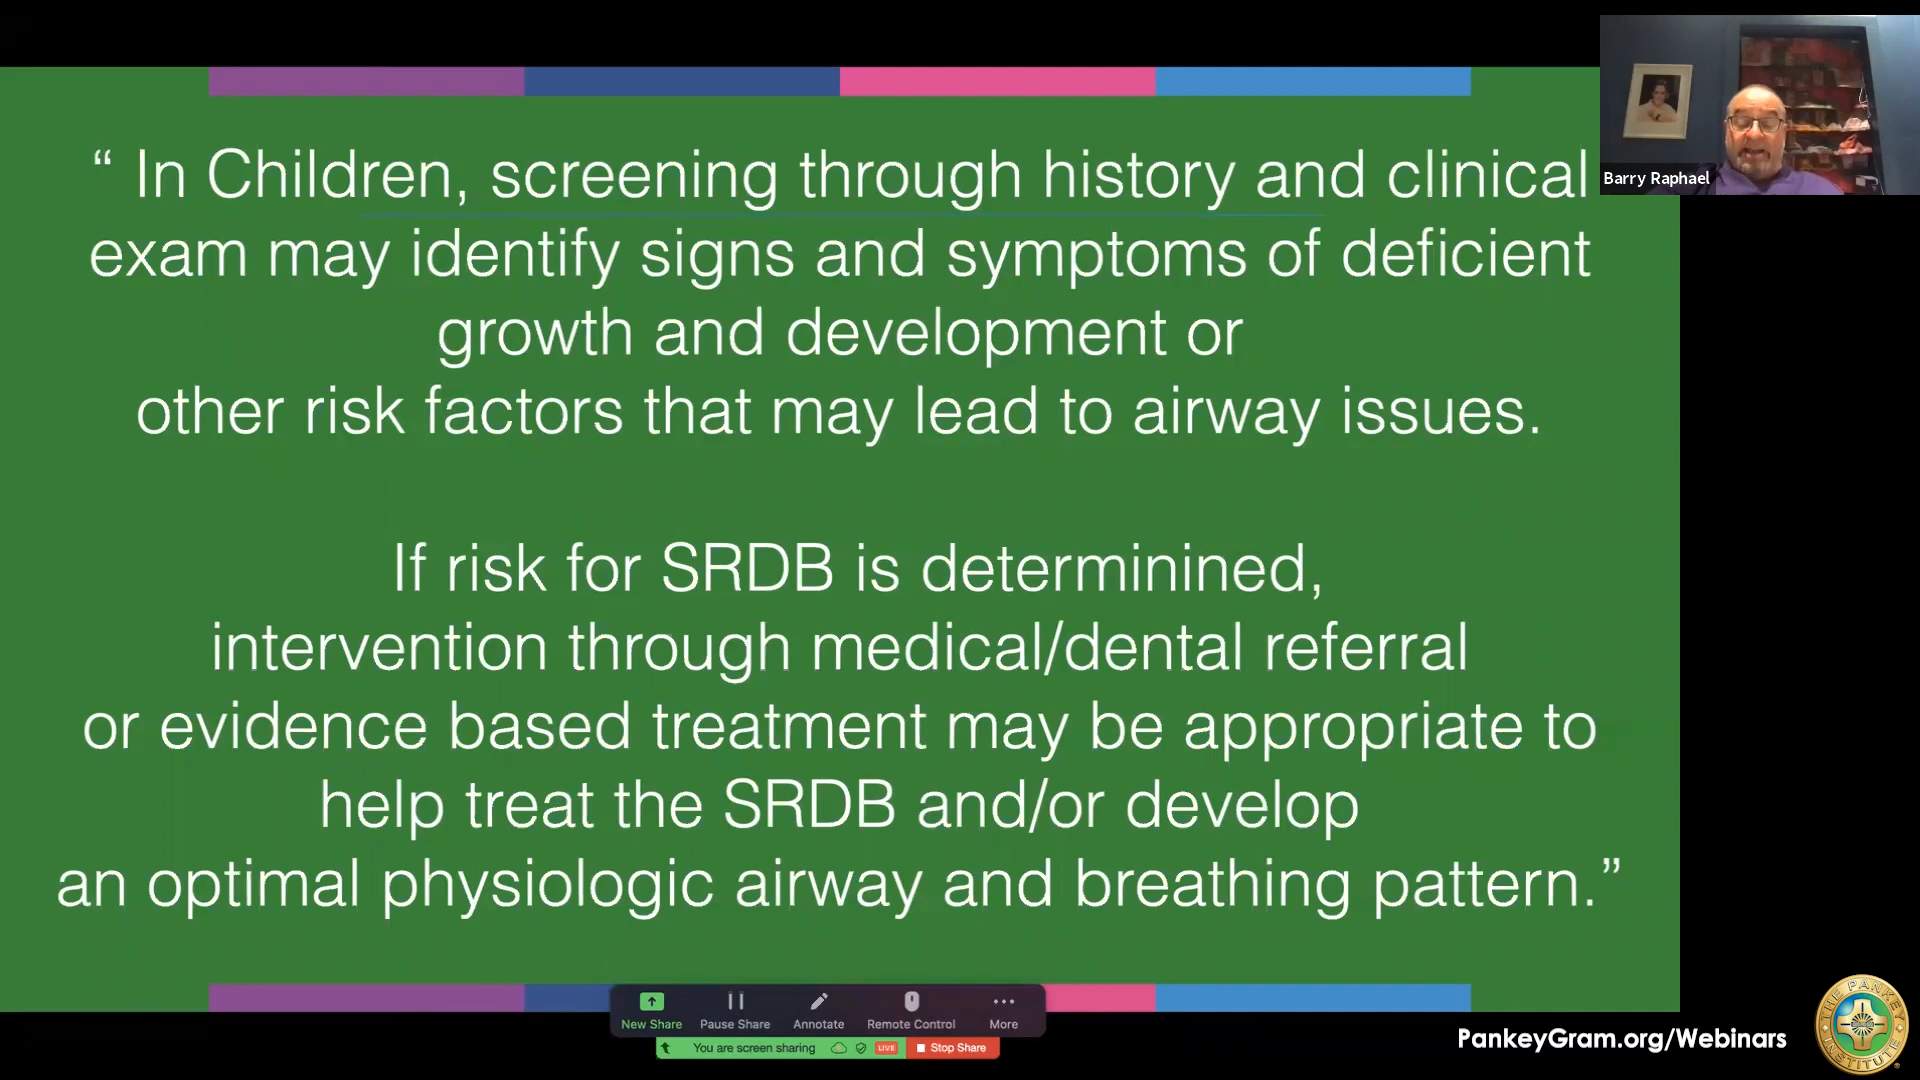 “ In Children, screening through history and clinical
exam may identify signs and symptoms of deficient
growth and development or
other risk factors that may lead to airway issues.
If risk for SRDB is determinined,
intervention through medical/dental referral
or evidence based treatment may be appropriate to
help treat the SRDB and/or develop
an optimal physiologic airway and breathing pattern.”
Barry Raphael
New Share Pause Share Annotate Remote Control More
You are screen sharing LIVE Stop Share
PankeyGram.org/Webinars
THE PANKEY INSTITUTE